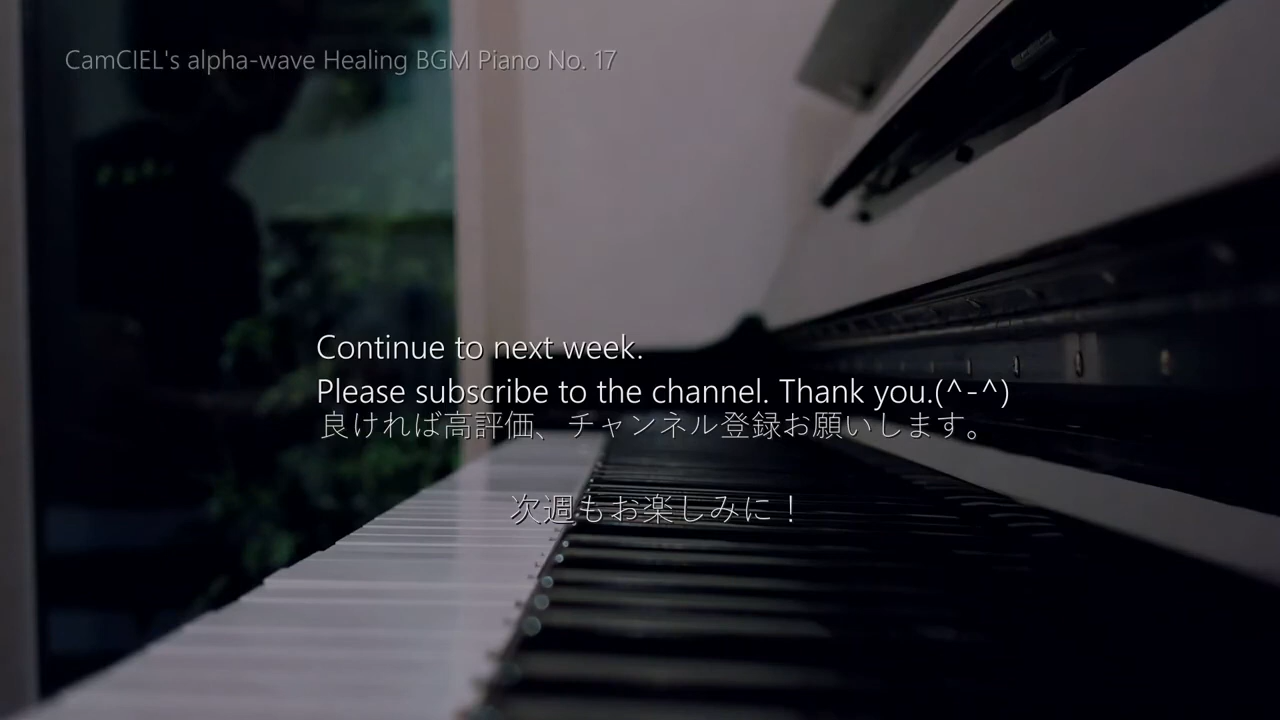 CamCIEL's alpha-wave Healing BGM Piano No. 17
Continue to next week.
Please subscribe to the channel. Thank you.(^-^)
良ければ高評価、チャンネル登録お願いします。
次週もお楽しみに！